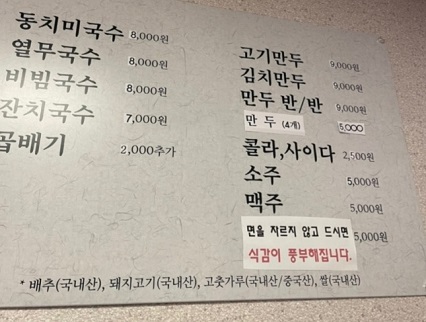 동치미국수 8,000원
열무국수 8,000원
비빔국수 8,000원
잔치국수 7,000원
곱배기 2,000추가
고기만두 9,000원
김치만두 9,000원
만두 반/반 9,000원
만 두 (4개) 5,000
콜라,사이다 2,500원
소주 5,000원
맥주 5,000원
면을 자르지 않고 드시면 5,000원
식감이 풍부해집니다.
* 배추(국내산), 돼지고기(국내산), 고춧가루(국내산/중국산), 쌀(국내산)